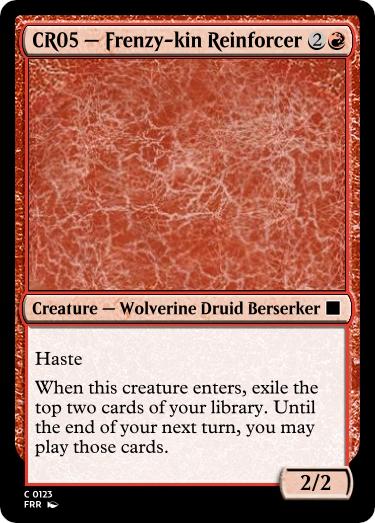 CR05 — Frenzy-kin Reinforcer 2
Creature — Wolverine Druid Berserker
Haste
When this creature enters, exile the
top two cards of your library. Until
the end of your next turn, you may
play those cards.
2/2
C 0123
FRR